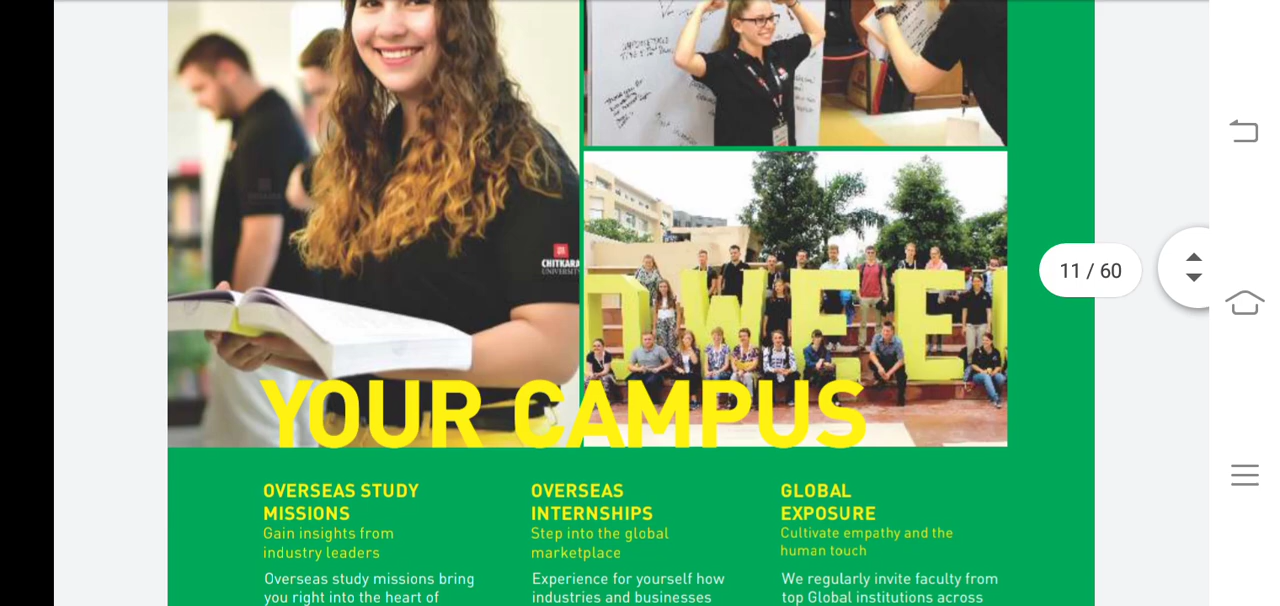 CHITKARA
UNIVERSITY
WEE
11 / 60
YOUR CAMPUS
OVERSEAS STUDY
MISSIONS
Gain insights from
industry leaders
Overseas study missions bring
you right into the heart of
OVERSEAS
INTERNSHIPS
Step into the global
marketplace
Experience for yourself how
industries and businesses
GLOBAL
EXPOSURE
Cultivate empathy and the
human touch
We regularly invite faculty from
top Global institutions across